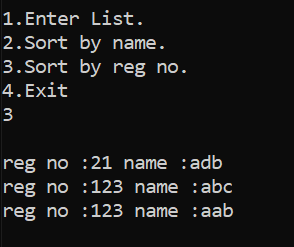 1.Enter List.
2.Sort by name.
3.Sort by reg no.
4.Exit
3
reg no :21 name :adb
reg no :123 name :abc
reg no :123 name :aab